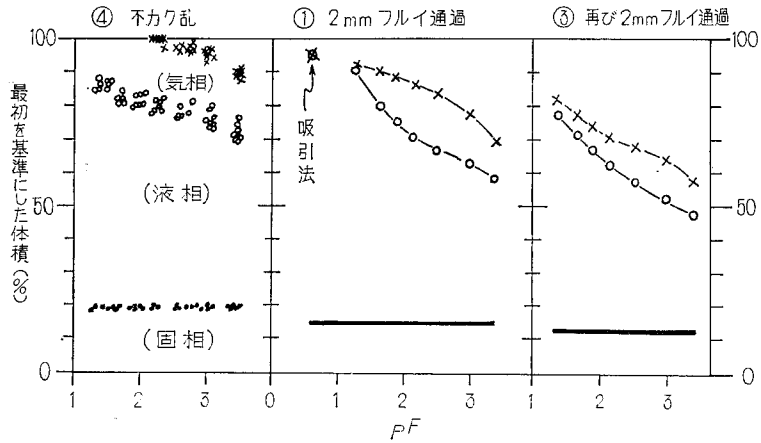 ④ 不カク乱
① 2mmフルイ通過
③ 再び2mmフルイ通過
最初を基準にした体積(%)
100
50
0
(気相)
(液相)
(固相)
吸引法
100
50
0
1 2 3 0 1 2 3 1 2 3
PF